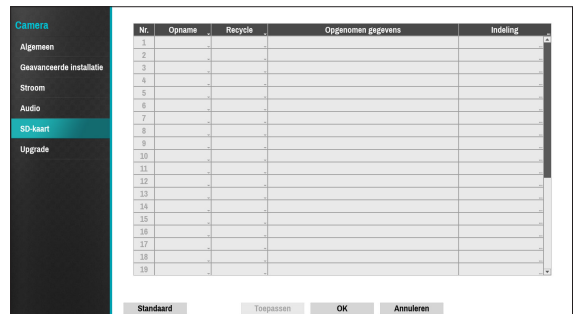 Camera
Algemeen
Geavanceerde installatie
Stroom
Audio
SD-kaart
Upgrade
Nr. Opname Recycle Opgenomen gegevens Indeling
1
2
3
4
5
6
7
8
9
10
11
12
13
14
15
16
17
18
19
Standaard Toepassen OK Annuleren